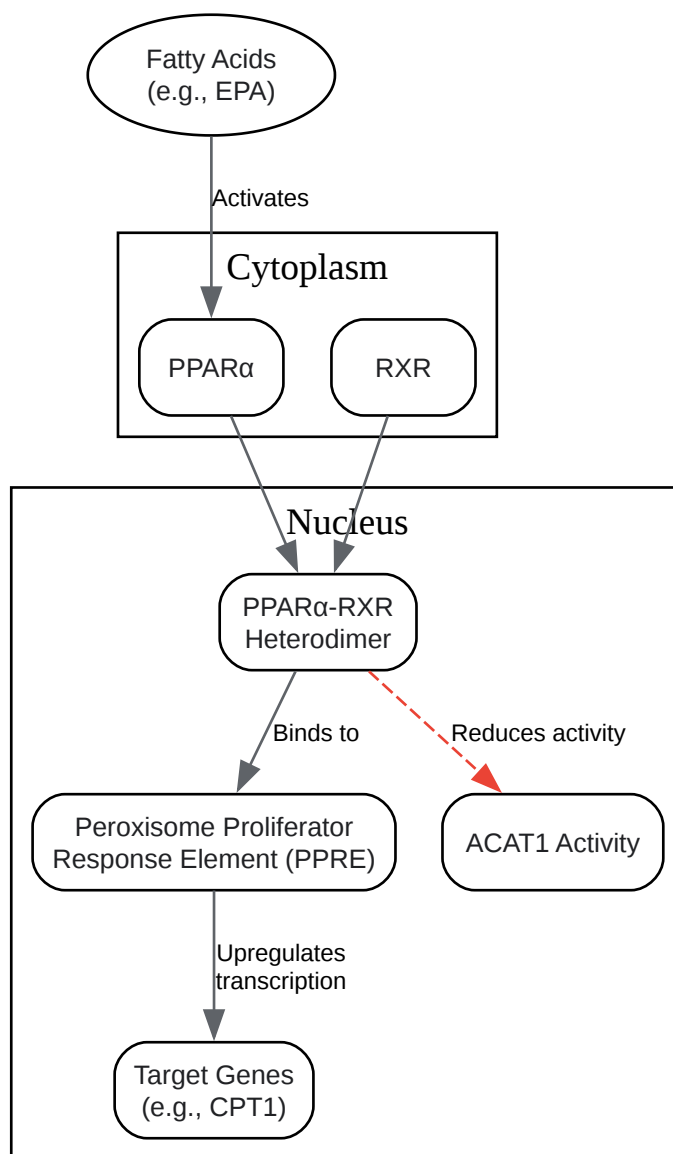 Fatty Acids
(e.g., EPA)
Activates
Cytoplasm
PPARα
RXR
Nucleus
PPARα-RXR
Heterodimer
Binds to
Reduces activity
Peroxisome Proliferator
Response Element (PPRE)
ACAT1 Activity
Upregulates
transcription
Target Genes
(e.g., CPT1)